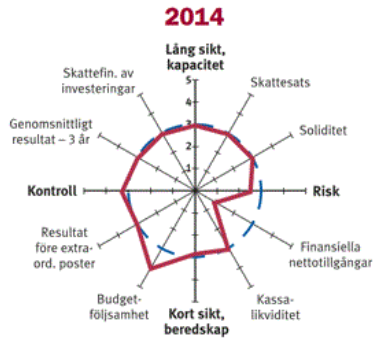 2014
Lång sikt,
kapacitet
Skattefin. av
investeringar
Skattesats
Genomsnittligt
resultat – 3 år
Soliditet
5
4
3
2
1
Kontroll
Risk
Resultat
före extra-
ord. poster
Finansiella
nettotillgångar
Budget-
följsamhet
Kort sikt,
beredskap
Kassa-
likviditet